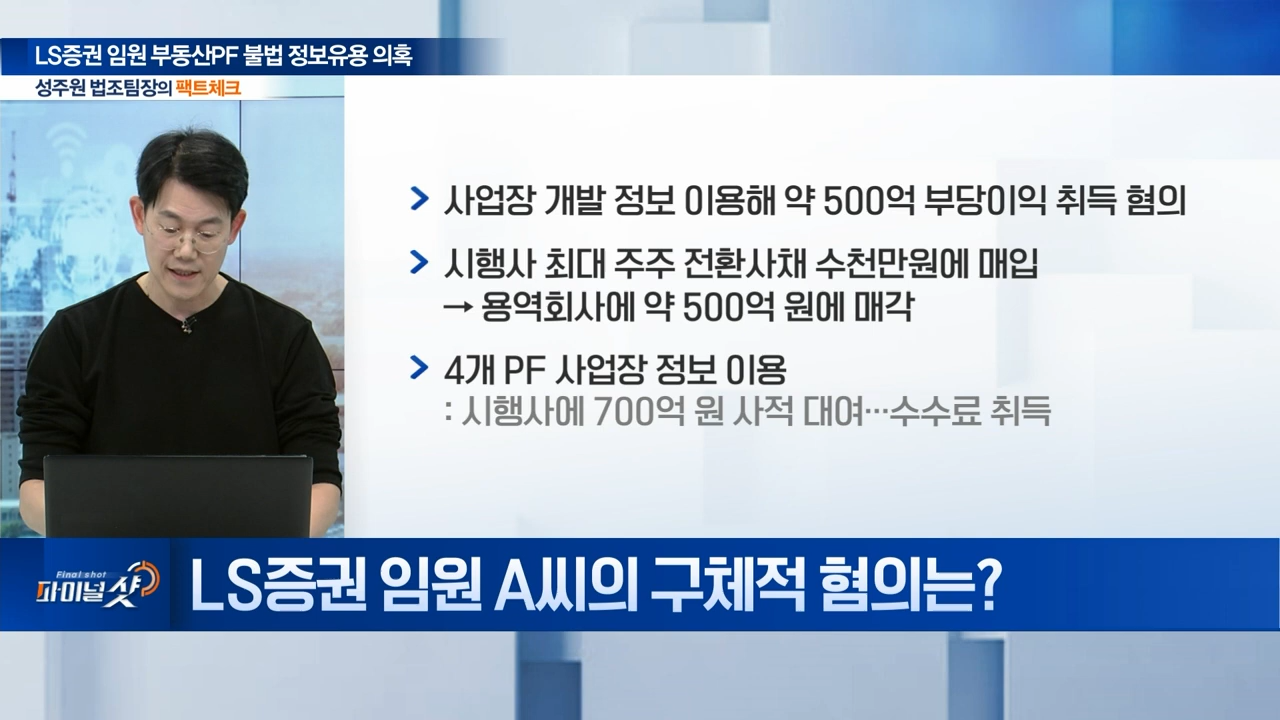 LS증권 임원 부동산PF 불법 정보유용 의혹
성주원 법조팀장의 팩트체크
사업장 개발 정보 이용해 약 500억 부당이익 취득 혐의
시행사 최대 주주 전환사채 수천만원에 매입
→ 용역회사에 약 500억 원에 매각
4개 PF 사업장 정보 이용
: 시행사에 700억 원 사적 대여…수수료 취득
Final shot
파이널 샷
LS증권 임원 A씨의 구체적 혐의는?